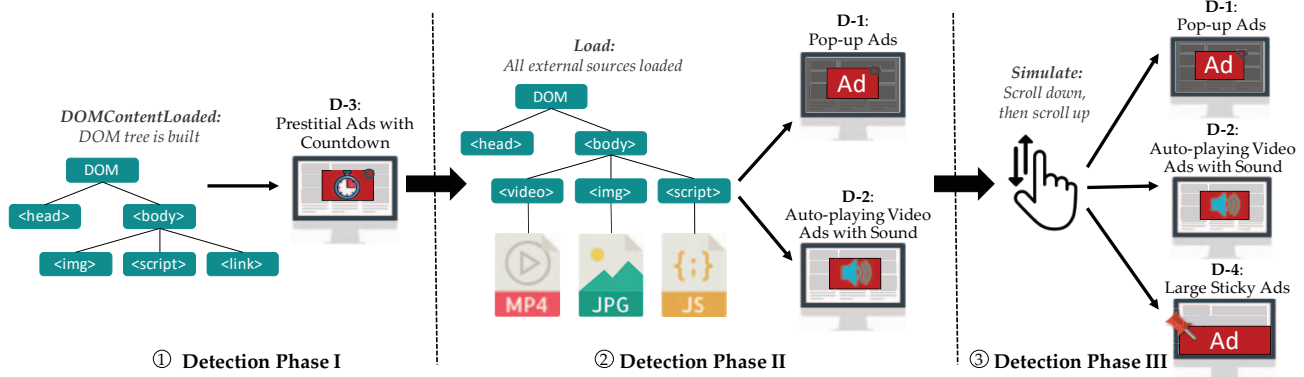 DOMContentLoaded:
DOM tree is built
DOM
<head>
<body>
<img>
<script>
<link>
D-3:
Prestitial Ads with
Countdown
① Detection Phase I
Load:
All external sources loaded
DOM
<head>
<body>
<video>
<img>
<script>
MP4
JPG
{;}
JS
D-1:
Pop-up Ads
Ad
D-2:
Auto-playing Video
Ads with Sound
② Detection Phase II
Simulate:
Scroll down,
then scroll up
D-1:
Pop-up Ads
Ad
D-2:
Auto-playing Video
Ads with Sound
D-4:
Large Sticky Ads
Ad
③ Detection Phase III